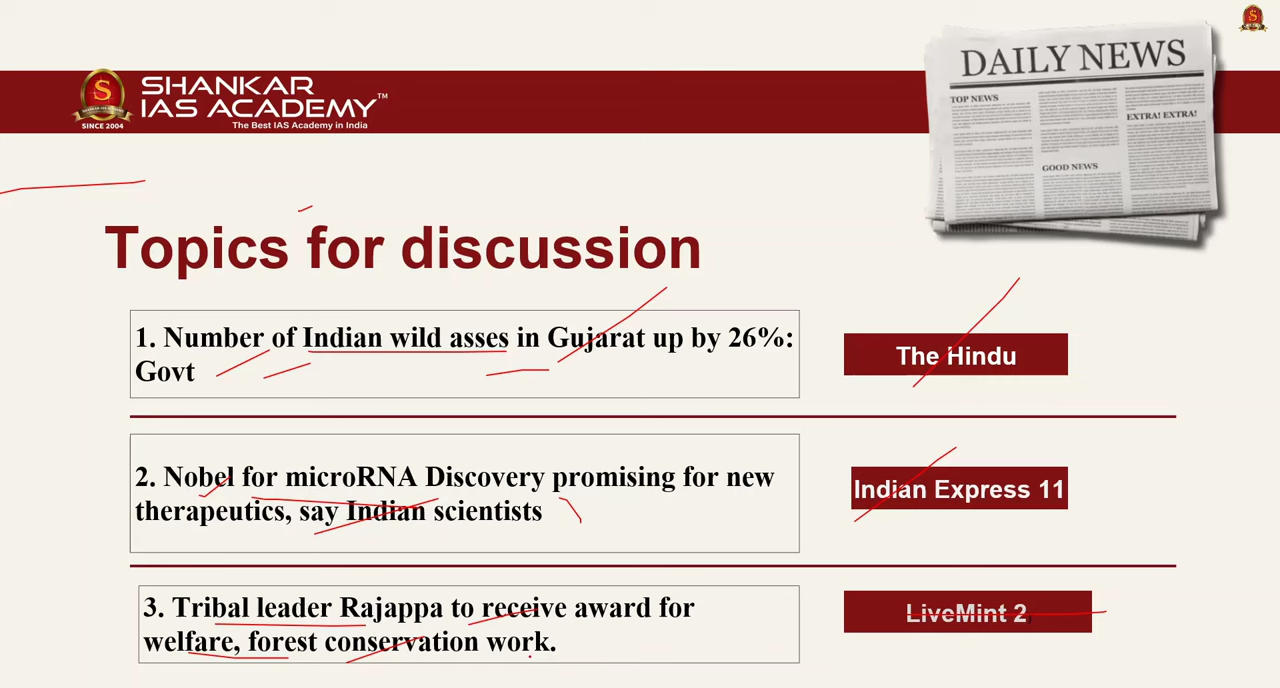 SHANKAR
IAS ACADEMY™
The Best IAS Academy in India
SINCE 2004
DAILY NEWS
TOP NEWS
EXTRA! EXTRA!
GOOD NEWS
Topics for discussion
1. Number of Indian wild asses in Gujarat up by 26%:
Govt
The Hindu
2. Nobel for microRNA Discovery promising for new
therapeutics, say Indian scientists
Indian Express 11
3. Tribal leader Rajappa to receive award for
welfare, forest conservation work.
LiveMint 2